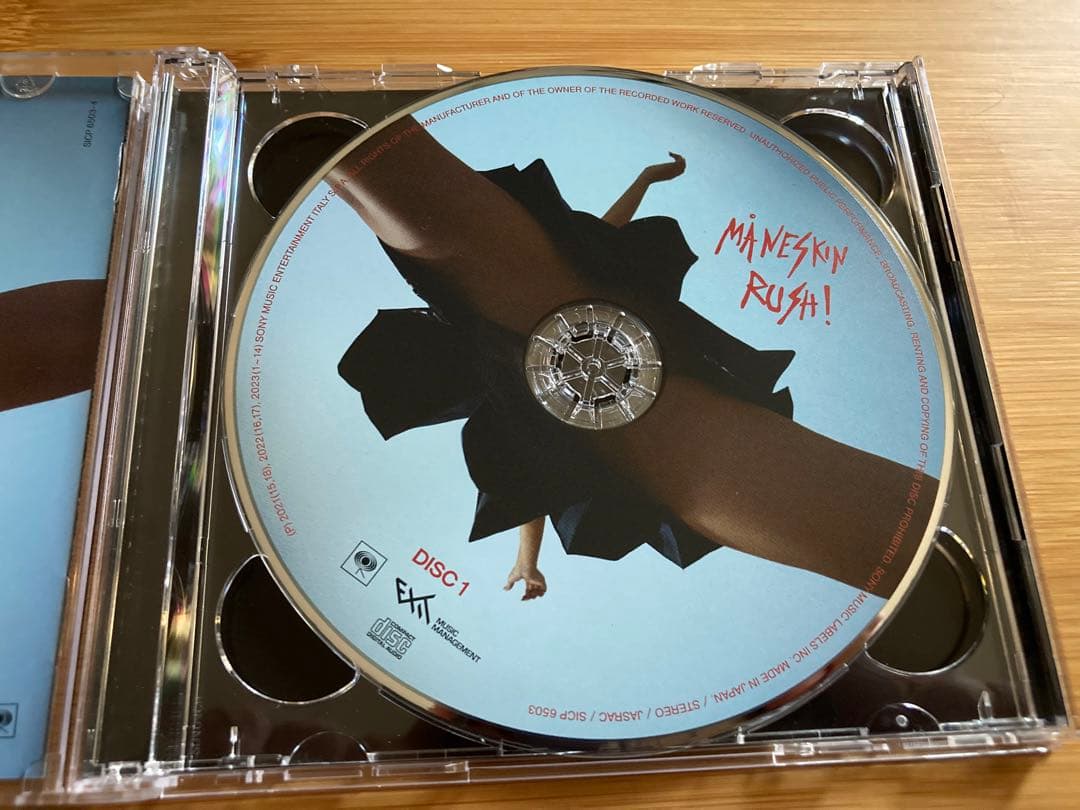 SICP 6503~4
MÅNESKIN
RUSH!
DISC 1
EXIT
MUSIC
MANAGEMENT
COMPACT
disc
DIGITAL AUDIO
(P) 2021(15,18), 2022(16,17), 2023(1~14) SONY MUSIC ENTERTAINMENT ITALY S.P.A. ALL RIGHTS OF THE MANUFACTURER AND OF THE OWNER OF THE RECORDED WORK RESERVED. UNAUTHORIZED PUBLIC PERFORMANCE, BROADCASTING, RENTING AND COPYING OF THIS DISC PROHIBITED. SONY MUSIC LABELS INC. MADE IN JAPAN. / STEREO / JASRAC / SICP 6503